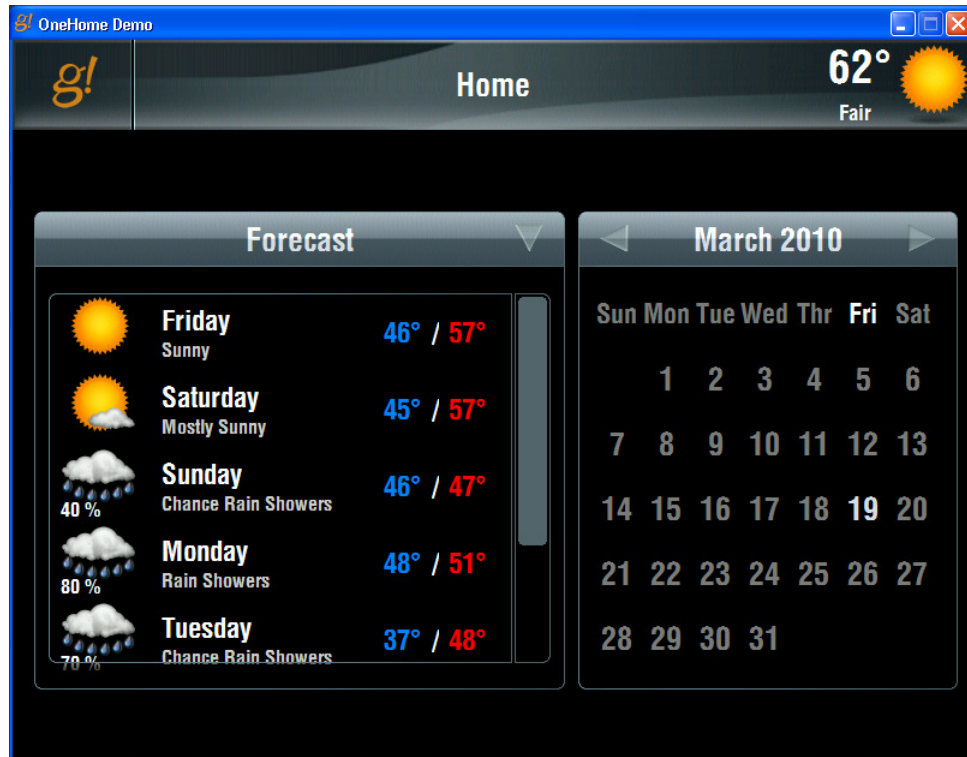 g! OneHome Demo
g!
Home
62°
Fair
Forecast
Friday
Sunny
46° / 57°
Saturday
Mostly Sunny
45° / 57°
Sunday
Chance Rain Showers
40 %
46° / 47°
Monday
Rain Showers
80 %
48° / 51°
Tuesday
Chance Rain Showers
70 %
37° / 48°
March 2010
Sun Mon Tue Wed Thr Fri Sat
1 2 3 4 5 6
7 8 9 10 11 12 13
14 15 16 17 18 19 20
21 22 23 24 25 26 27
28 29 30 31